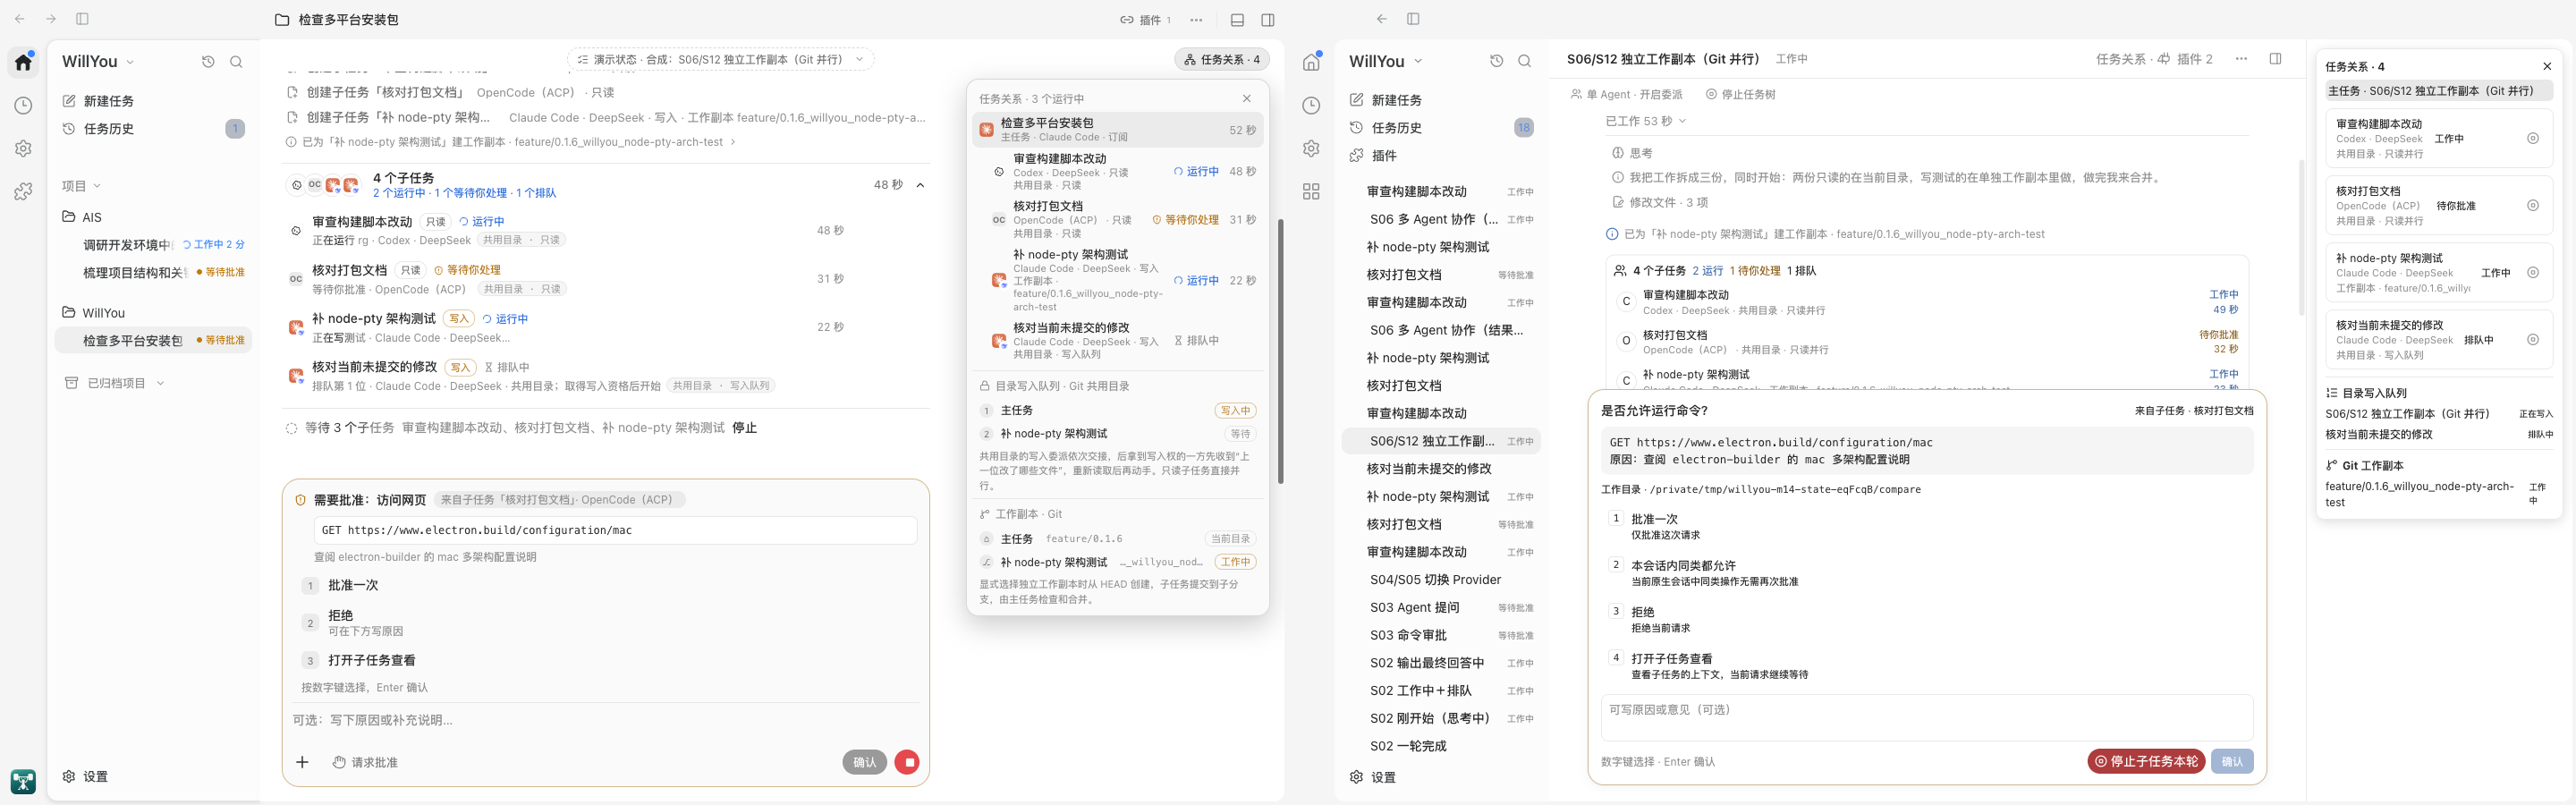 检查多平台安装包
插件 1
WillYou
新建任务
任务历史
1
项目
AIS
调研开发环境中
工作中 2 分
梳理项目结构和关
等待批准
WillYou
检查多平台安装包
等待批准
已归档项目
设置
演示状态 · 合成：S06/S12 独立工作副本（Git 并行）
任务关系 · 4
创建子任务「核对打包文档」 OpenCode（ACP） · 只读
创建子任务「补 node-pty 架构... Claude Code · DeepSeek · 写入 · 工作副本 feature/0.1.6_willyou_node-pty-a...
已为「补 node-pty 架构测试」建工作副本 · feature/0.1.6_willyou_node-pty-arch-test
OC
4 个子任务
2 个运行中 · 1 个等待你处理 · 1 个排队
48 秒
审查构建脚本改动 只读 运行中
正在运行 rg · Codex · DeepSeek 共用目录 · 只读
48 秒
OC
核对打包文档 只读 等待你处理
等待你批准 · OpenCode（ACP） 共用目录 · 只读
31 秒
补 node-pty 架构测试 写入 运行中
正在写测试 · Claude Code · DeepSeek...
22 秒
核对当前未提交的修改 写入 排队中
排队第 1 位 · Claude Code · DeepSeek · 共用目录；取得写入资格后开始 共用目录 · 写入队列
等待 3 个子任务 审查构建脚本改动、核对打包文档、补 node-pty 架构测试 停止
需要批准：访问网页 来自子任务「核对打包文档」· OpenCode（ACP）
GET https://www.electron.build/configuration/mac
查阅 electron-builder 的 mac 多架构配置说明
1 批准一次
2 拒绝
可在下方写原因
3 打开子任务查看
按数字键选择，Enter 确认
可选：写下原因或补充说明...
请求批准
确认
任务关系 · 3 个运行中
检查多平台安装包
主任务 · Claude Code · 订阅
52 秒
审查构建脚本改动
Codex · DeepSeek · 只读
共用目录 · 只读
运行中 48 秒
OC
核对打包文档
OpenCode（ACP） · 只读
共用目录 · 只读
等待你处理 31 秒
补 node-pty 架构测试
Claude Code · DeepSeek · 写入
工作副本 ·
feature/0.1.6_willyou_node-pty-
arch-test
运行中 22 秒
核对当前未提交的修改
Claude Code · DeepSeek · 写入
共用目录 · 写入队列
排队中
目录写入队列 · Git 共用目录
1 主任务 写入中
2 补 node-pty 架构测试 等待
共用目录的写入委派依次交接，后拿到写入权的一方先收到"上
一位改了哪些文件"，重新读取后再动手。只读子任务直接并
行。
工作副本 · Git
主任务 feature/0.1.6 当前目录
补 node-pty 架构测试 …_willyou_nod… 工作中
显式选择独立工作副本时从 HEAD 创建，子任务提交到子分
支，由主任务检查和合并。
WillYou
新建任务
任务历史
18
插件
审查构建脚本改动 工作中
S06 多 Agent 协作（... 工作中
补 node-pty 架构测试
核对打包文档 等待批准
审查构建脚本改动 工作中
S06 多 Agent 协作（结果...
补 node-pty 架构测试
核对打包文档
审查构建脚本改动
S06/S12 独立工作副... 工作中
核对当前未提交的修改
补 node-pty 架构测试 工作中
核对打包文档 等待批准
审查构建脚本改动 工作中
S04/S05 切换 Provider
S03 Agent 提问 等待批准
S03 命令审批 等待批准
S02 输出最终回答中 工作中
S02 工作中＋排队 工作中
S02 刚开始（思考中） 工作中
S02 一轮完成
设置
S06/S12 独立工作副本（Git 并行） 工作中
任务关系 · 4
插件 2
单 Agent · 开启委派
停止任务树
已工作 53 秒
思考
我把工作拆成三份，同时开始：两份只读的在当前目录，写测试的在单独工作副本里做，做完我来合并。
修改文件 · 3 项
已为「补 node-pty 架构测试」建工作副本 · feature/0.1.6_willyou_node-pty-arch-test
4 个子任务 2 运行 1 待你处理 1 排队
C
审查构建脚本改动
Codex · DeepSeek · 共用目录 · 只读并行
工作中
49 秒
O
核对打包文档
OpenCode（ACP） · 共用目录 · 只读并行
待你批准
32 秒
C
补 node-pty 架构测试
工作中
是否允许运行命令?
来自子任务 · 核对打包文档
GET https://www.electron.build/configuration/mac
原因：查阅 electron-builder 的 mac 多架构配置说明
工作目录 · /private/tmp/willyou-m14-state-eqFcqB/compare
1 批准一次
仅批准这次请求
2 本会话内同类都允许
当前原生会话中同类操作无需再次批准
3 拒绝
拒绝当前请求
4 打开子任务查看
查看子任务的上下文，当前请求继续等待
可写原因或意见（可选）
数字键选择 · Enter 确认
停止子任务本轮
确认
任务关系 · 4
主任务 · S06/S12 独立工作副本（Git 并行）
审查构建脚本改动
Codex · DeepSeek 工作中
共用目录 · 只读并行
核对打包文档
OpenCode（ACP） 待你批准
共用目录 · 只读并行
补 node-pty 架构测试
Claude Code · DeepSeek 工作中
工作副本 · feature/0.1.6_willyo
核对当前未提交的修改
Claude Code · DeepSeek 排队中
共用目录 · 写入队列
目录写入队列
S06/S12 独立工作副本（Git 并行） 正在写入
核对当前未提交的修改 排队中
Git 工作副本
feature/0.1.6_willyou_node-pty-arch-
test
工作
中